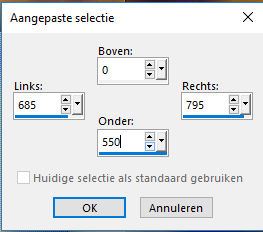 Aangepaste selectie
Boven:
0
Links:
685
Rechts:
795
Onder:
550
Huidige selectie als standaard gebruiken
OK
Annuleren